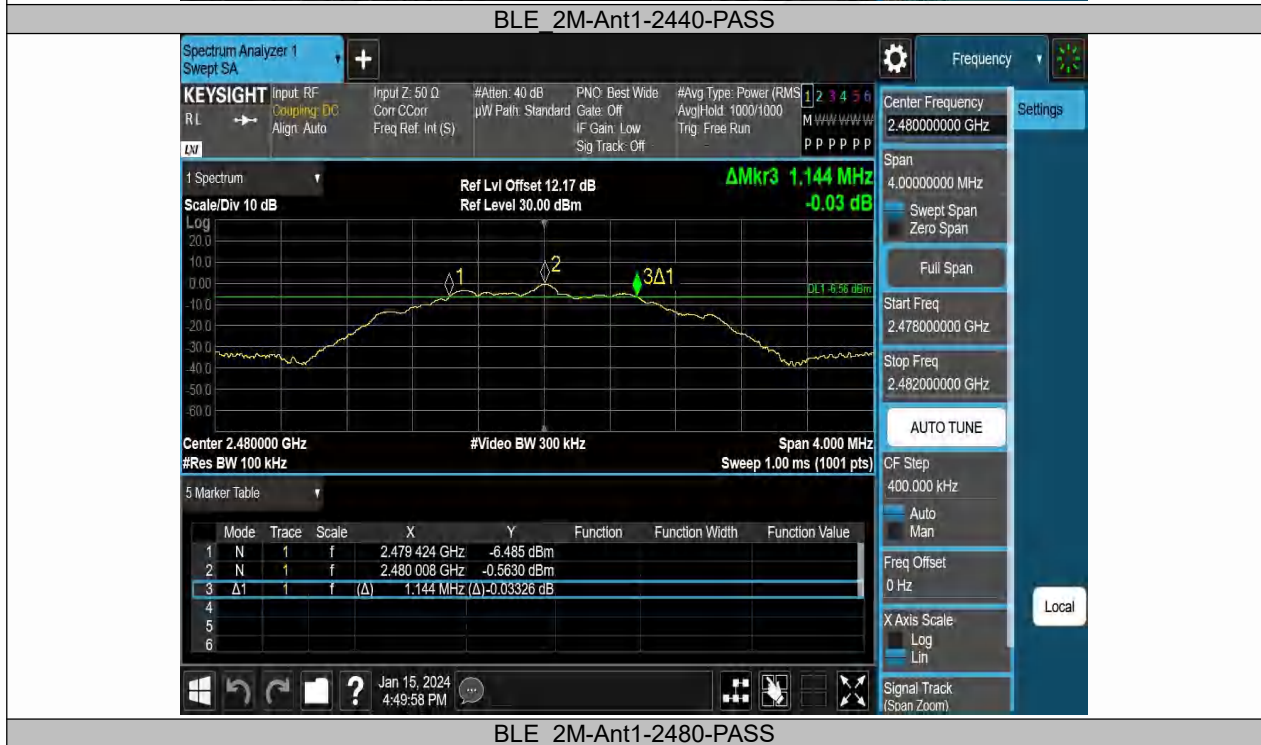 BLE_2M-Ant1-2440-PASS
Spectrum Analyzer 1
Swept SA
+
Frequency
KEYSIGHT
RL
LXI
Input: RF
Coupling: DC
Align: Auto
Input Z: 50 Ω
Corr CCorr
Freq Ref: Int (S)
#Atten: 40 dB
µW Path: Standard
PNO: Best Wide
Gate: Off
IF Gain: Low
Sig Track: Off
#Avg Type: Power (RMS
Avg|Hold: 1000/1000
Trig: Free Run
1 2 3 4 5 6
M W W W W W
P P P P P P
Center Frequency
2.480000000 GHz
Settings
Span
4.00000000 MHz
Swept Span
Zero Span
Full Span
Start Freq
2.478000000 GHz
Stop Freq
2.482000000 GHz
AUTO TUNE
CF Step
400.000 kHz
Auto
Man
Freq Offset
0 Hz
X Axis Scale
Log
Lin
Local
Signal Track
(Span Zoom)
1 Spectrum
Scale/Div 10 dB
Ref Lvl Offset 12.17 dB
Ref Level 30.00 dBm
ΔMkr3 1.144 MHz
-0.03 dB
Log
20.0
10.0
0.00
-10.0
-20.0
-30.0
-40.0
-50.0
-60.0
1
2
3Δ1
DL1 -6.56 dBm
Center 2.480000 GHz
#Video BW 300 kHz
Span 4.000 MHz
#Res BW 100 kHz
Sweep 1.00 ms (1001 pts)
5 Marker Table
Mode Trace Scale X Y Function Function Width Function Value
1 N 1 f 2.479 424 GHz -6.485 dBm
2 N 1 f 2.480 008 GHz -0.5630 dBm
3 Δ1 1 f (Δ) 1.144 MHz (Δ) -0.03326 dB
4
5
6
?
Jan 15, 2024
4:49:58 PM
BLE_2M-Ant1-2480-PASS